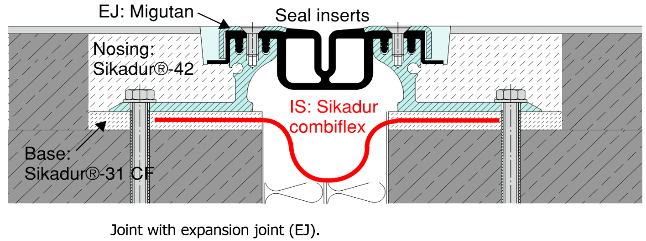 EJ: Migutan
Seal inserts
Nosing:
Sikadur®-42
IS: Sikadur
combiflex
Base:
Sikadur®-31 CF
Joint with expansion joint (EJ).